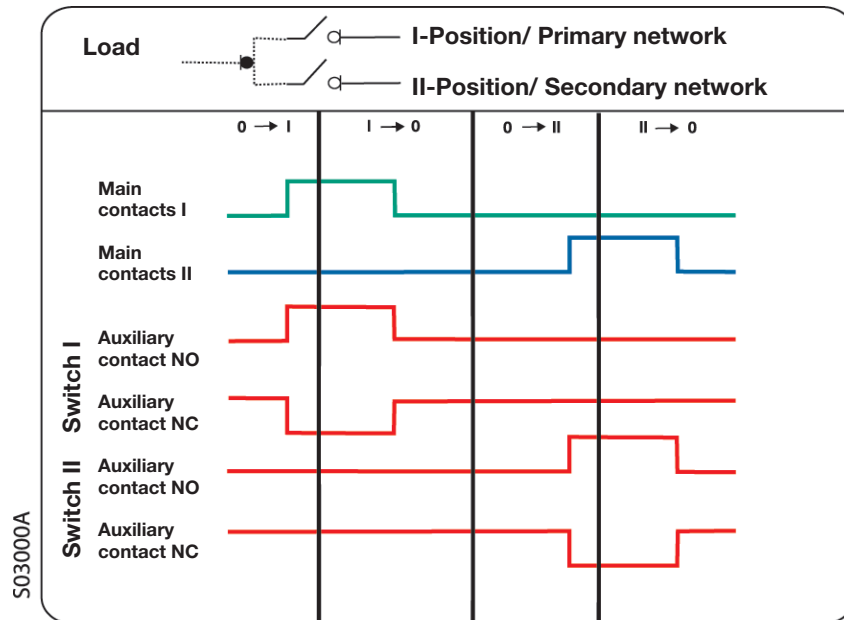 Load
I-Position/ Primary network
II-Position/ Secondary network
0 → I
I → 0
0 → II
II → 0
Main
contacts I
Main
contacts II
Switch I
Auxiliary
contact NO
Auxiliary
contact NC
Switch II
Auxiliary
contact NO
Auxiliary
contact NC
S03000A